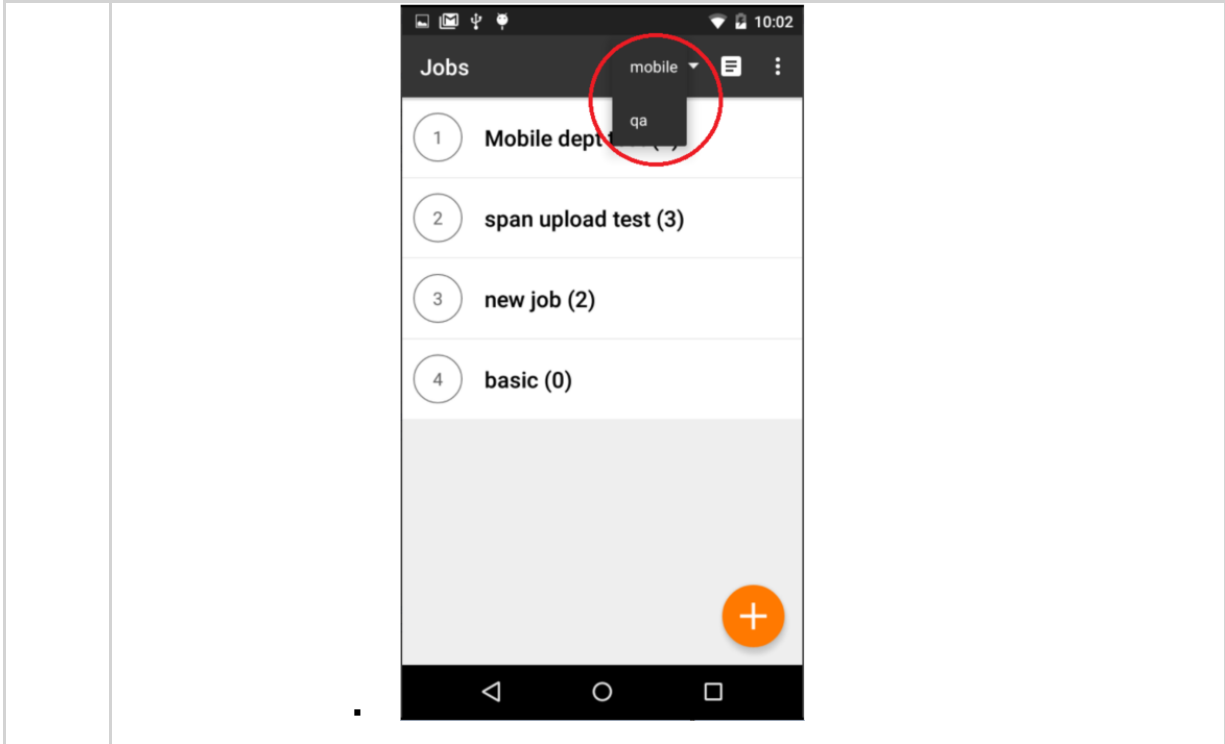 10:02
Jobs
mobile
qa
1
Mobile dept
2
span upload test (3)
3
new job (2)
4
basic (0)